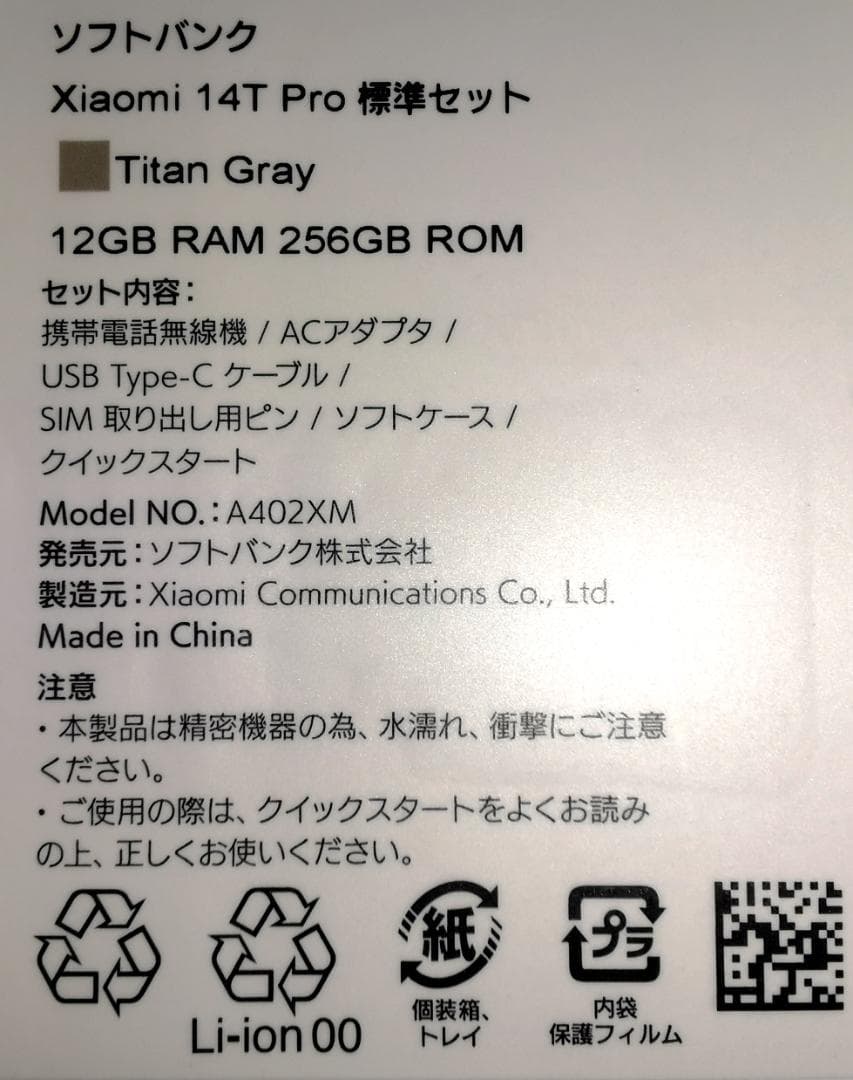 ソフトバンク
Xiaomi 14T Pro 標準セット
Titan Gray
12GB RAM 256GB ROM
セット内容：
携帯電話無線機 / ACアダプタ /
USB Type-C ケーブル /
SIM 取り出し用ピン / ソフトケース /
クイックスタート
Model NO.：A402XM
発売元：ソフトバンク株式会社
製造元：Xiaomi Communications Co., Ltd.
Made in China
注意
・本製品は精密機器の為、水濡れ、衝撃にご注意
ください。
・ご使用の際は、クイックスタートをよくお読み
の上、正しくお使いください。
紙 プラ
Li-ion 00
個装箱、
トレイ
内袋
保護フィルム